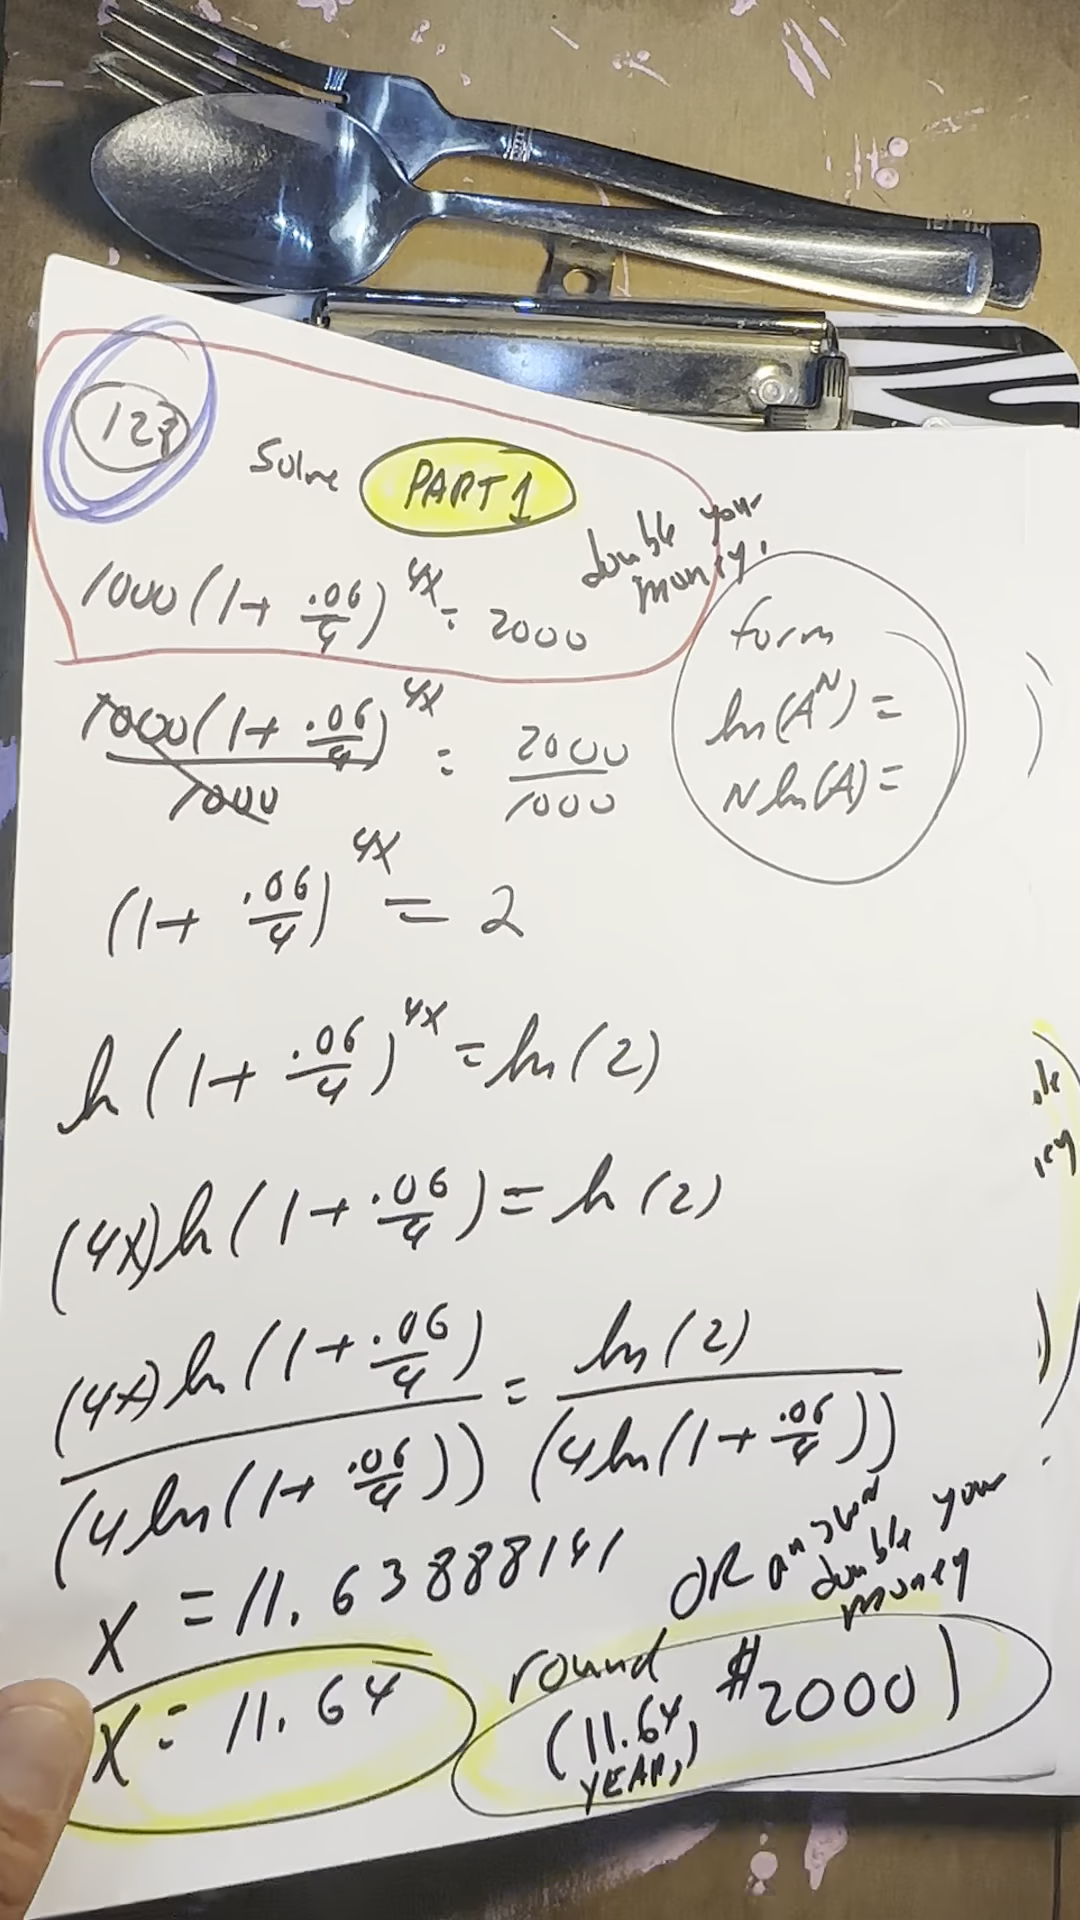 123
Solve PART 1
double your
money.
1000(1+ .06/4)^4x = 2000
form
ln(A^N) =
N ln(A) =
1000(1+ .06/4)^4x / 1000 = 2000/1000
(1+ .06/4)^4x = 2
ln(1+ .06/4)^4x = ln(2)
(4x)ln(1+ .06/4) = ln(2)
(4x)ln(1+ .06/4) / (4ln(1+ .06/4)) = ln(2) / (4ln(1+ .06/4))
x = 11.63888141
OR
double your
money
round
x = 11.64
(11.64, $2000)
YEARS